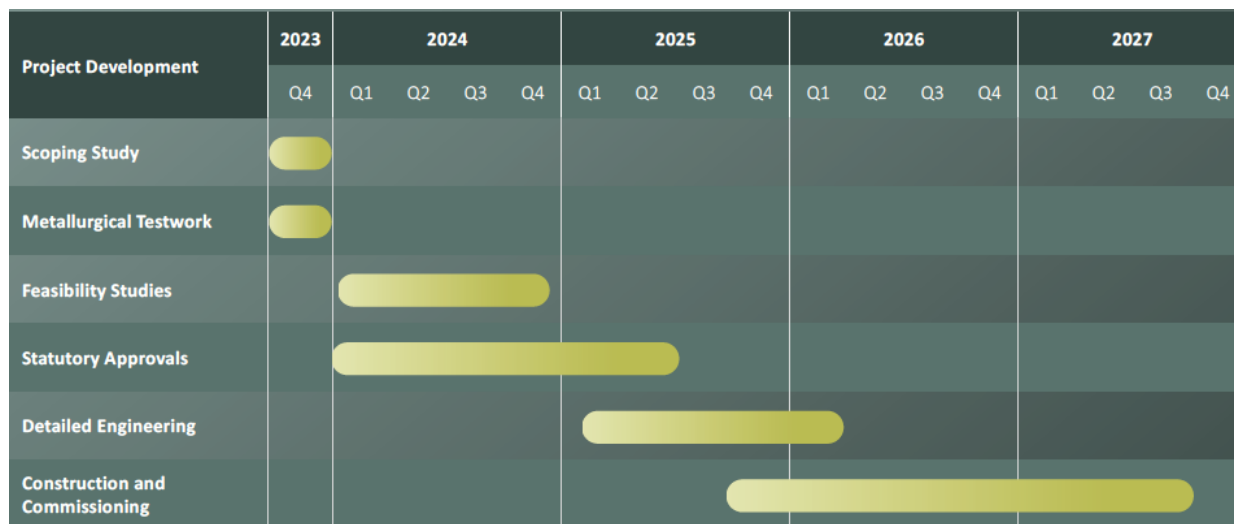 Project Development
2023 2024 2025 2026 2027
Q4 Q1 Q2 Q3 Q4 Q1 Q2 Q3 Q4 Q1 Q2 Q3 Q4 Q1 Q2 Q3 Q4
Scoping Study
Metallurgical Testwork
Feasibility Studies
Statutory Approvals
Detailed Engineering
Construction and
Commissioning